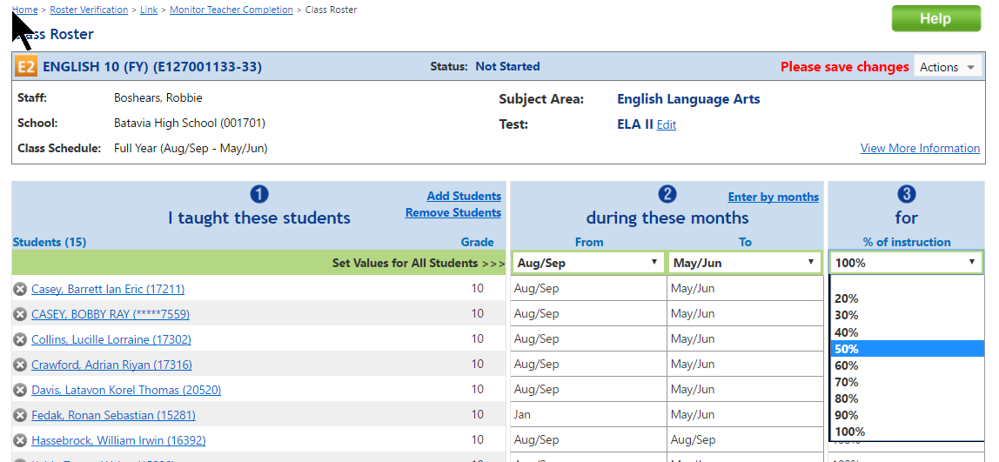 Home > Roster Verification > Link > Monitor Teacher Completion > Class Roster
Help
Class Roster
E2 ENGLISH 10 (FY) (E127001133-33) Status: Not Started Please save changes Actions
Staff: Boshears, Robbie Subject Area: English Language Arts
School: Batavia High School (001701) Test: ELA II Edit
Class Schedule: Full Year (Aug/Sep - May/Jun) View More Information
1 2 3
Add Students Enter by months
I taught these students Remove Students during these months for
Students (15) Grade From To % of instruction
Set Values for All Students >>> Aug/Sep May/Jun 100%
Casey, Barrett Ian Eric (17211) 10 Aug/Sep May/Jun
CASEY, BOBBY RAY (*****7559) 10 Aug/Sep May/Jun
Collins, Lucille Lorraine (17302) 10 Aug/Sep May/Jun
Crawford, Adrian Riyan (17316) 10 Aug/Sep May/Jun
Davis, Latavon Korel Thomas (20520) 10 Aug/Sep May/Jun
Fedak, Ronan Sebastian (15281) 10 Jan May/Jun
Hassebrock, William Irwin (16392) 10 Aug/Sep Aug/Sep
20%
30%
40%
50%
60%
70%
80%
90%
100%